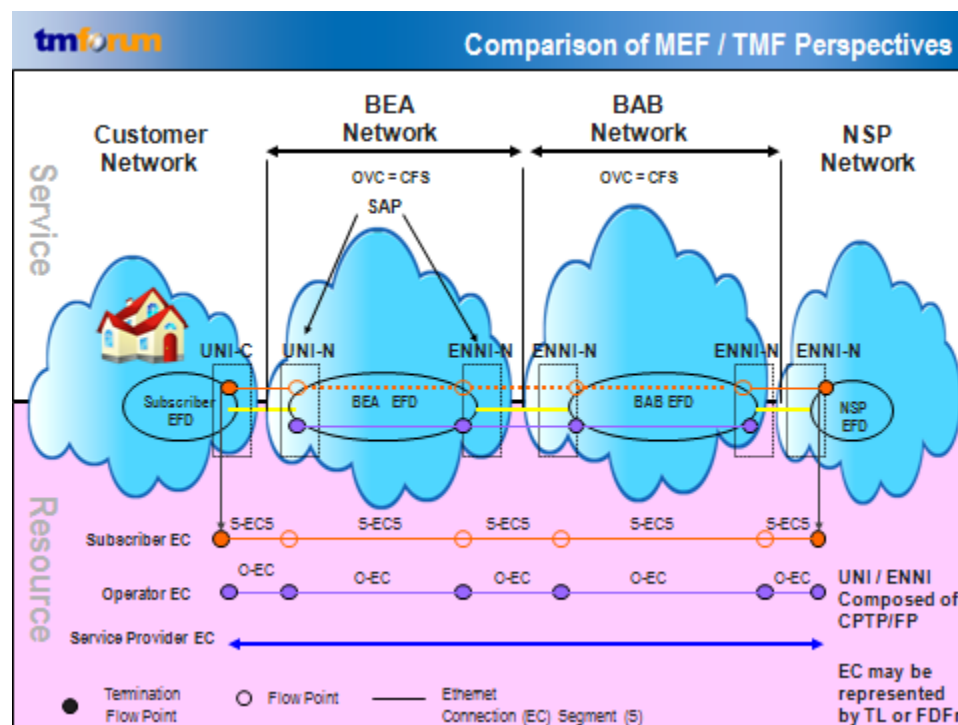 tmforum
Comparison of MEF / TMF Perspectives
Customer
Network
BEA
Network
BAB
Network
NSP
Network
Service
OVC = CFS
OVC = CFS
SAP
UNI-C
UNI-N
ENNI-N
ENNI-N
ENNI-N
ENNI-N
Subscriber
EFD
BEA EFD
BAB EFD
NSP
EFD
Resource
Subscriber EC
S-ECS
S-ECS
S-ECS
S-ECS
S-ECS
Operator EC
O-EC
O-EC
O-EC
O-EC
O-EC
UNI / ENNI
Composed of
CPTP/FP
Service Provider EC
EC may be
represented
by TL or FDFr
Termination
Flow Point
Flow Point
Ethernet
Connection (EC) Segment (S)